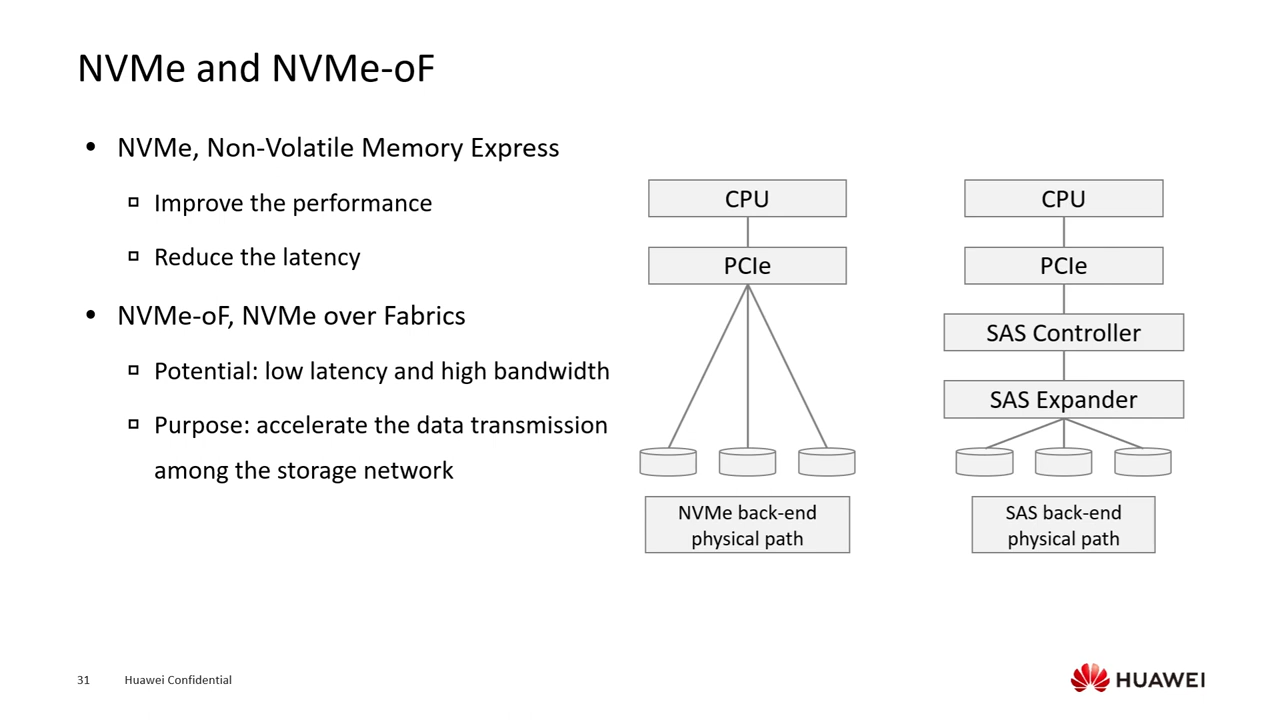 NVMe and NVMe-oF
• NVMe, Non-Volatile Memory Express
▫ Improve the performance
▫ Reduce the latency
• NVMe-oF, NVMe over Fabrics
▫ Potential: low latency and high bandwidth
▫ Purpose: accelerate the data transmission
among the storage network
CPU
PCIe
NVMe back-end
physical path
CPU
PCIe
SAS Controller
SAS Expander
SAS back-end
physical path
31
Huawei Confidential
HUAWEI